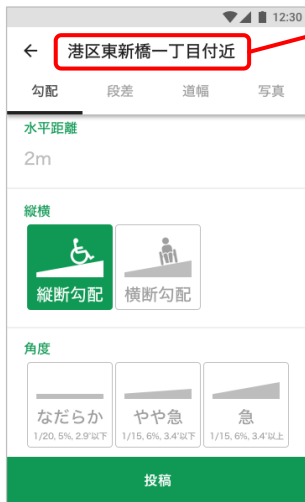 12:30
港区東新橋一丁目付近
勾配 段差 道幅 写真
水平距離
2m
縦横
縦断勾配 横断勾配
角度
なだらか やや急 急
1/20, 5%, 2.9°以下 1/15, 6%, 3.4°以下 1/15, 6%, 3.4°以上
投稿